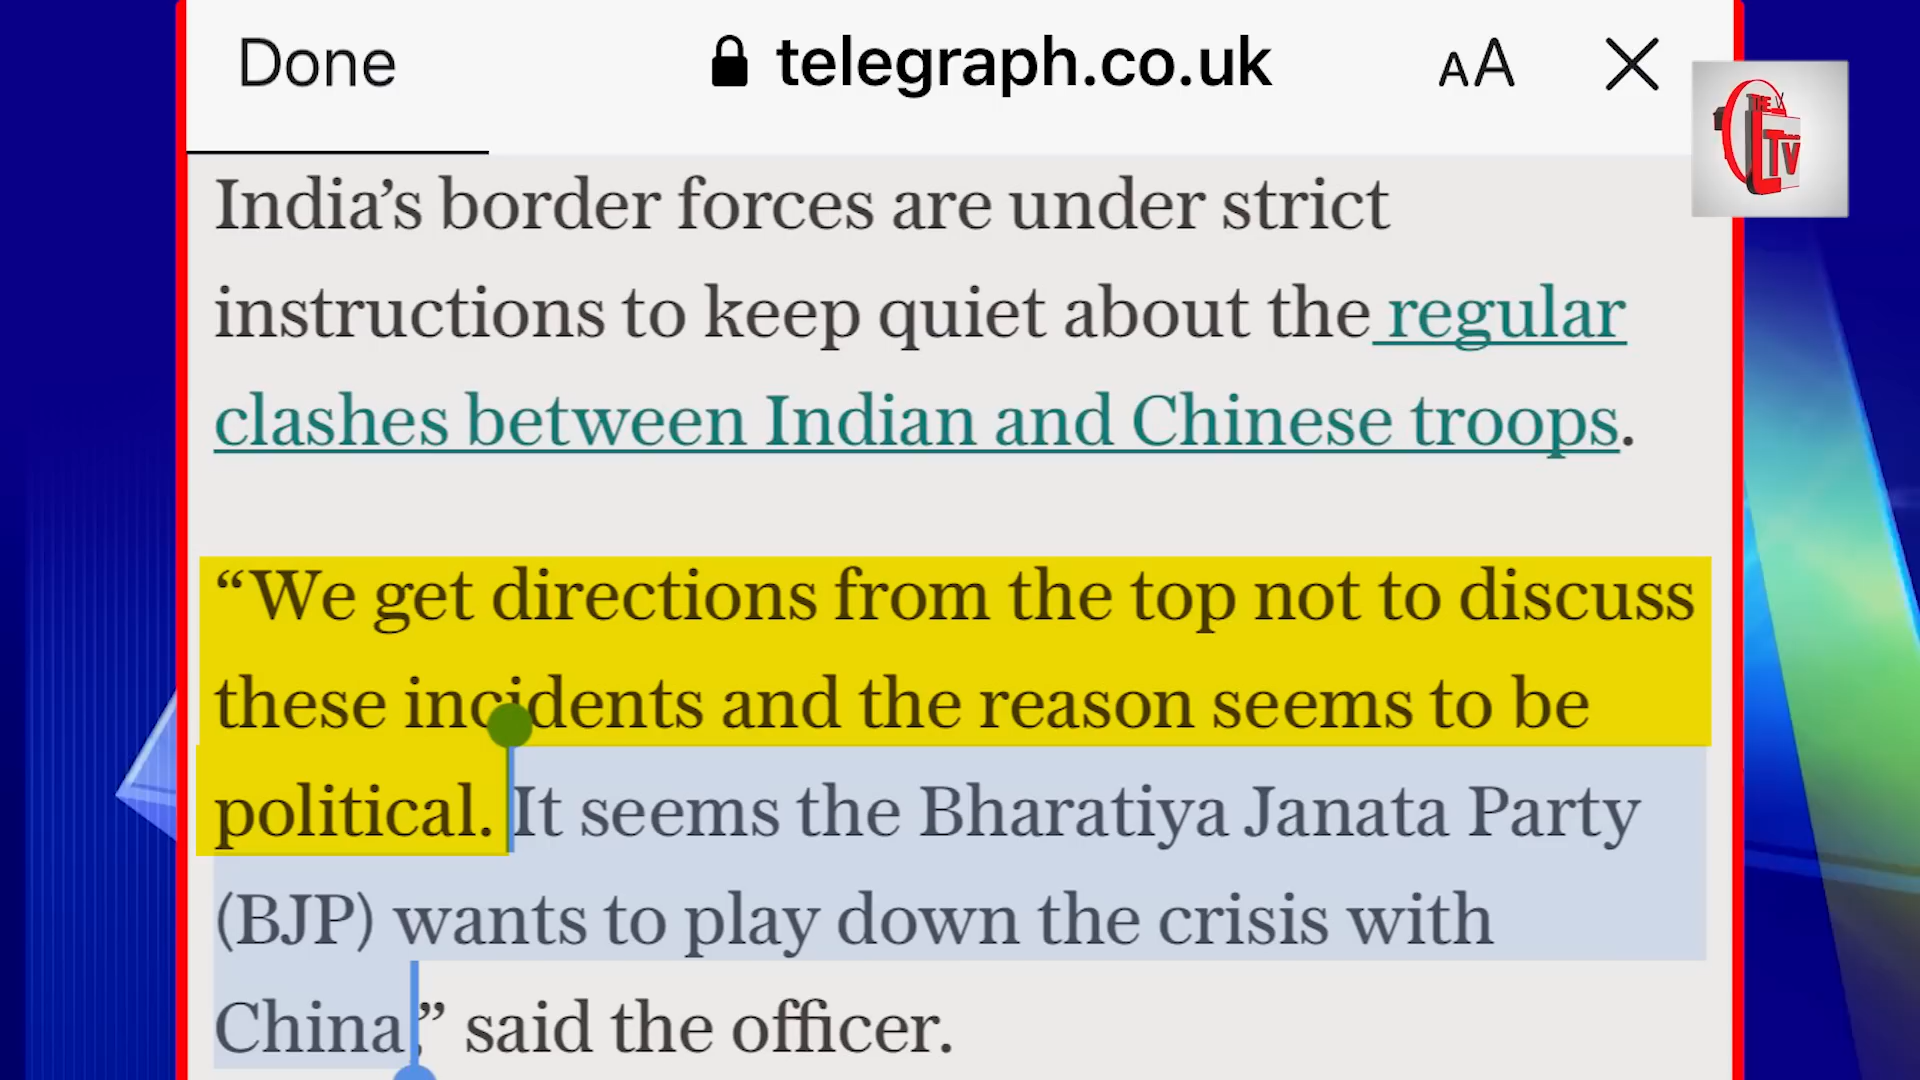 Done
telegraph.co.uk
AA
THE
TV
India’s border forces are under strict
instructions to keep quiet about the regular
clashes between Indian and Chinese troops.
“We get directions from the top not to discuss
these incidents and the reason seems to be
political. It seems the Bharatiya Janata Party
(BJP) wants to play down the crisis with
China,” said the officer.